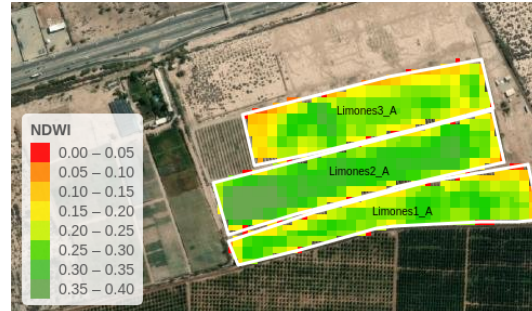 Limones3_A
Limones2_A
Limones1_A
NDWI
0.00 – 0.05
0.05 – 0.10
0.10 – 0.15
0.15 – 0.20
0.20 – 0.25
0.25 – 0.30
0.30 – 0.35
0.35 – 0.40